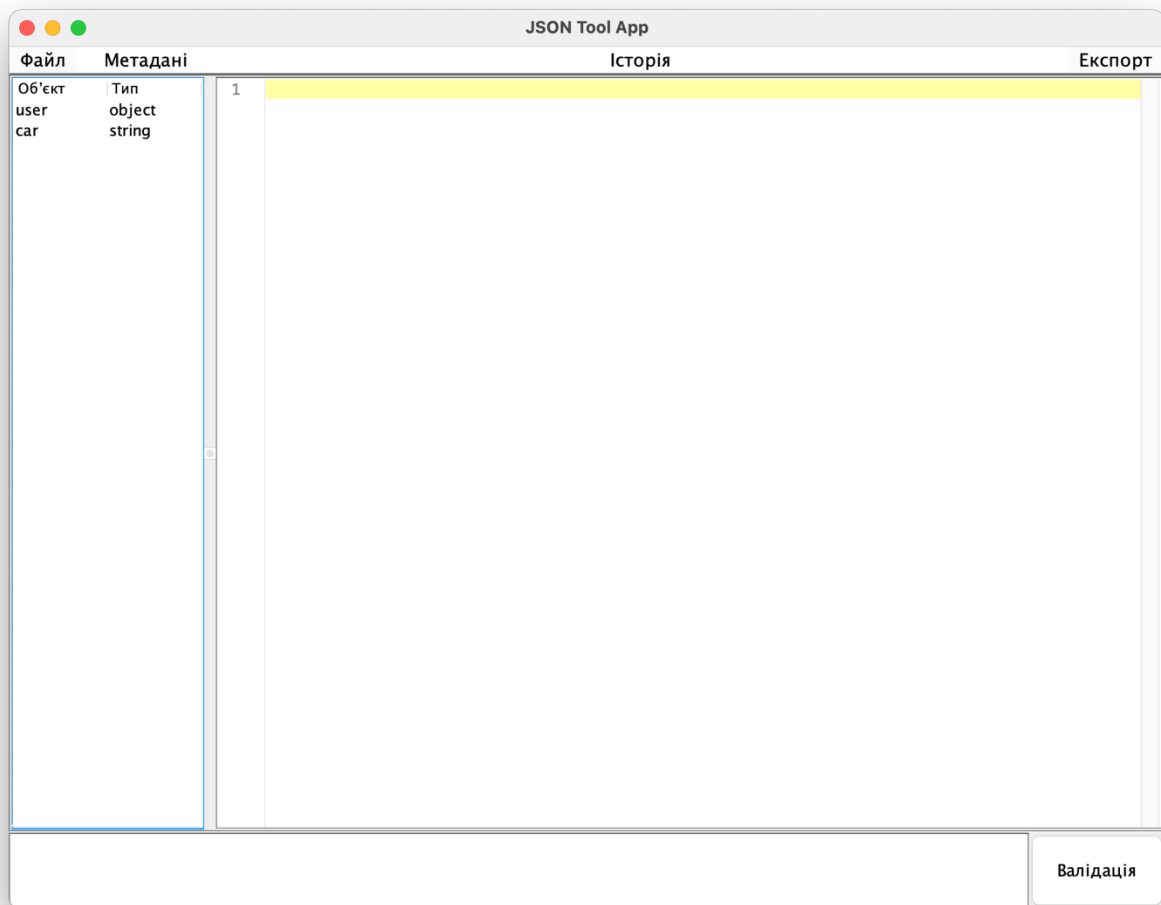 JSON Tool App
Файл Метадані Історія Експорт
Об'єкт Тип
user object
car string
1
Валідація